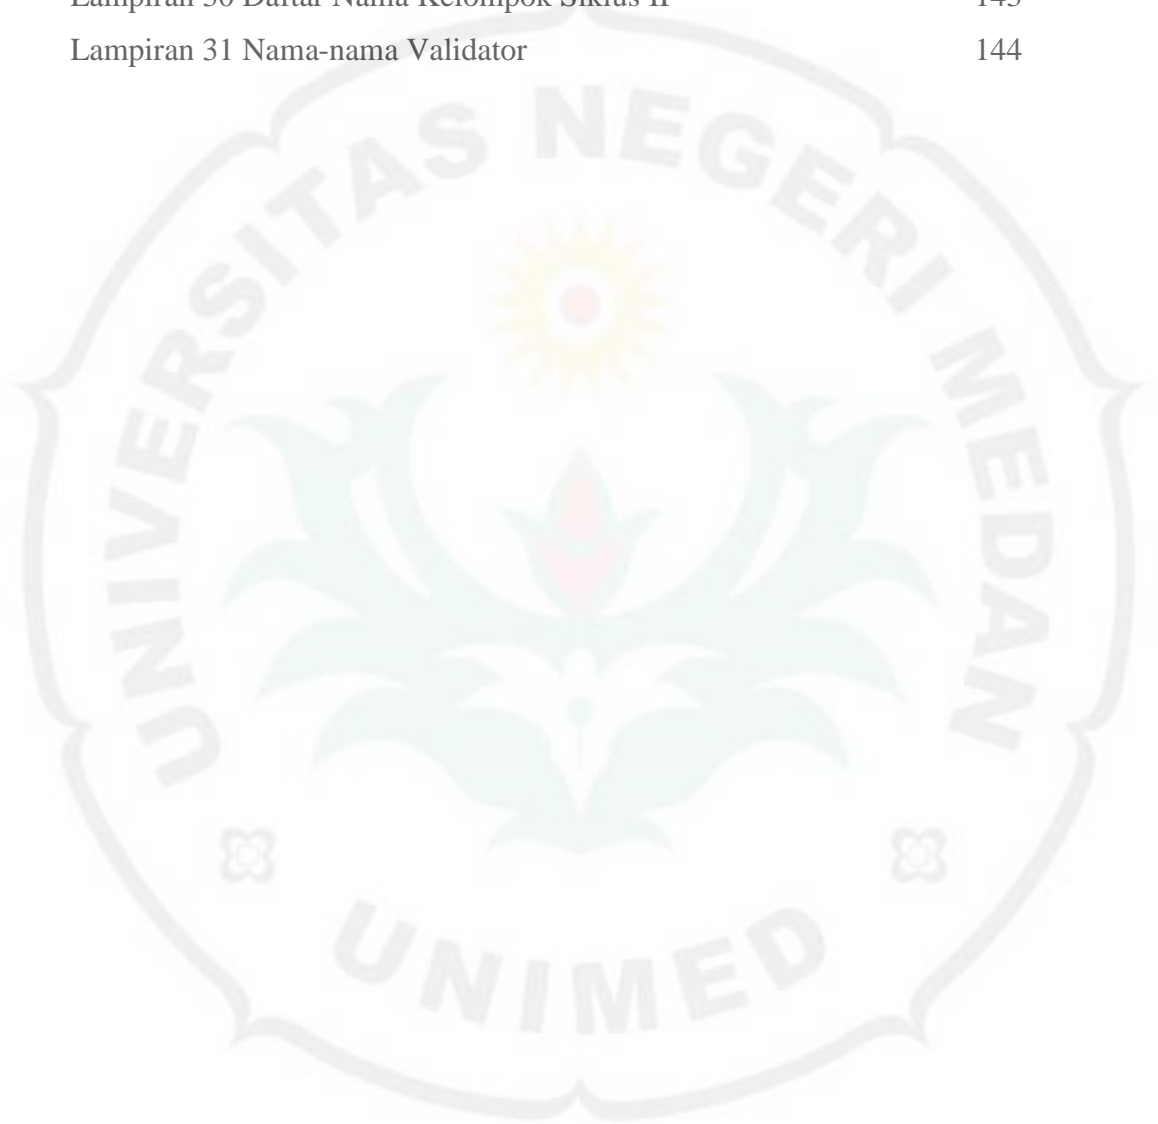 Lampiran 30 Daftar Nama Kelompok Siklus II 143
Lampiran 31 Nama-nama Validator 144
UNIVERSITAS NEGERI MEDAN
UNIMED